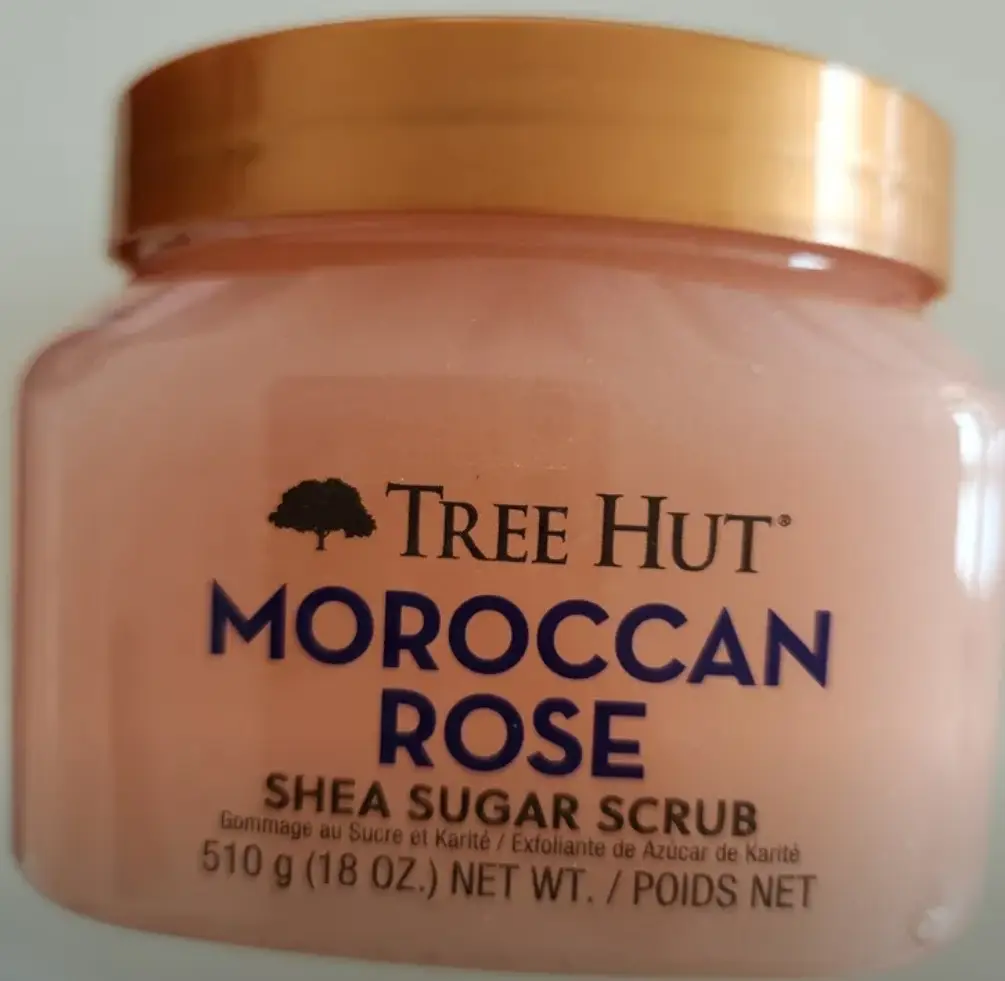 TREE HUT®
MOROCCAN
ROSE
SHEA SUGAR SCRUB
Gommage au Sucre et Karité / Exfoliante de Azúcar de Karité
510 g (18 OZ.) NET WT. / POIDS NET